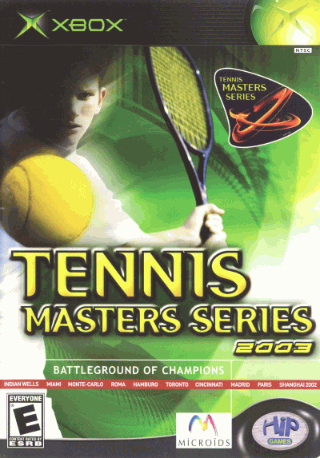 XBOX
NTSC
TENNIS
MASTERS
SERIES
TENNIS
MASTERS SERIES
2003
BATTLEGROUND OF CHAMPIONS
INDIAN WELLS MIAMI MONTE-CARLO ROMA HAMBURG TORONTO CINCINNATI MADRID PARIS SHANGHAI 2002
EVERYONE
E
CONTENT RATED BY
ESRB
MICROÏDS
HIP
GAMES